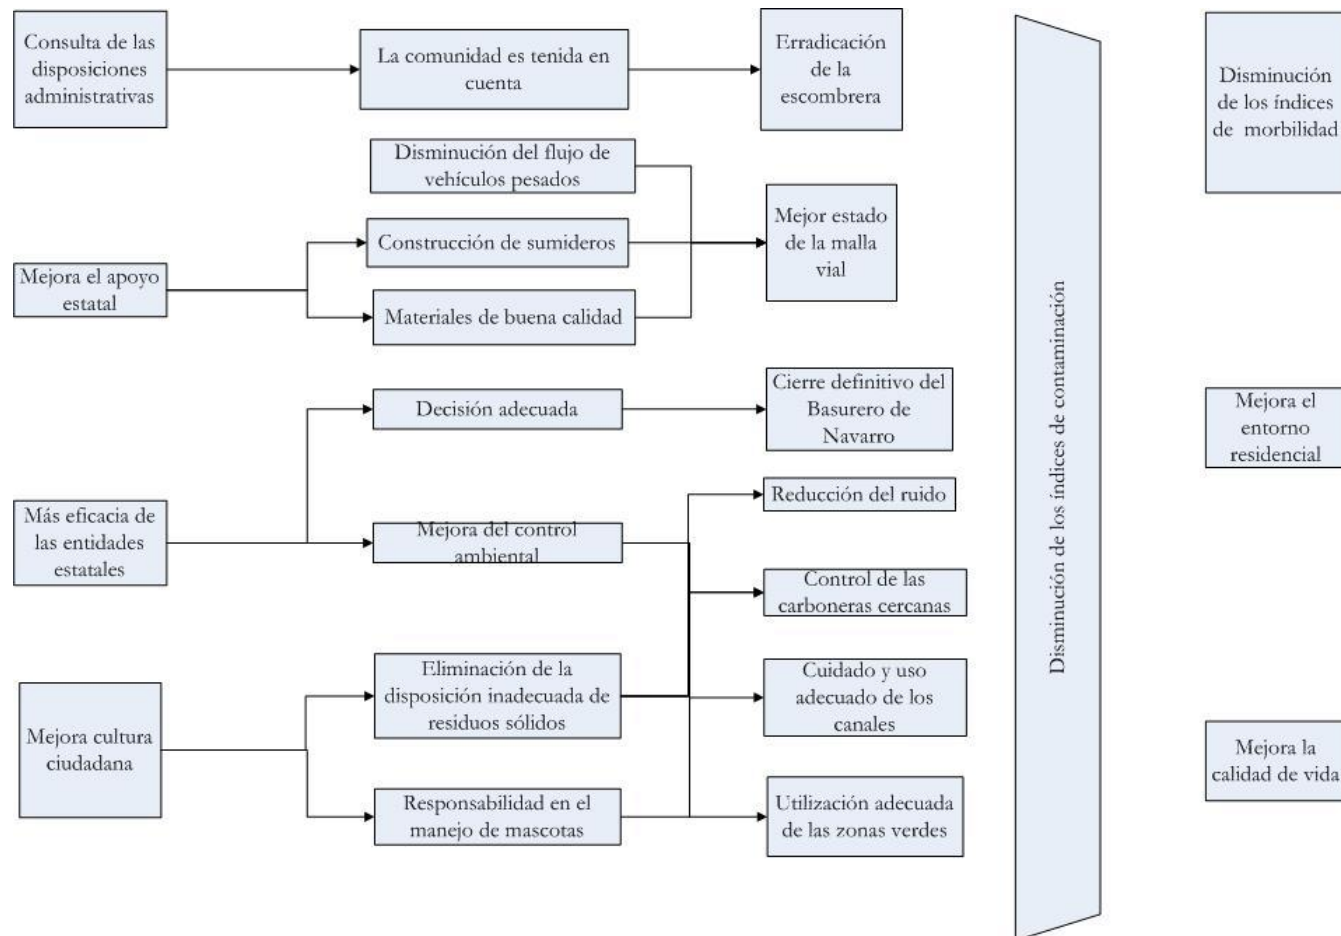 Consulta de las
disposiciones
administrativas
La comunidad es tenida en
cuenta
Erradicación
de la
escombrera
Disminución del flujo de
vehículos pesados
Mejora el apoyo
estatal
Construcción de sumideros
Materiales de buena calidad
Mejor estado
de la malla
vial
Más eficacia de
las entidades
estatales
Decisión adecuada
Cierre definitivo del
Basurero de
Navarro
Mejora del control
ambiental
Reducción del ruido
Control de las
carboneras cercanas
Mejora cultura
ciudadana
Eliminación de la
disposición inadecuada de
residuos sólidos
Cuidado y uso
adecuado de los
canales
Responsabilidad en el
manejo de mascotas
Utilización adecuada
de las zonas verdes
Disminución de los índices de contaminación
Disminución
de los índices
de morbilidad
Mejora el
entorno
residencial
Mejora la
calidad de vida